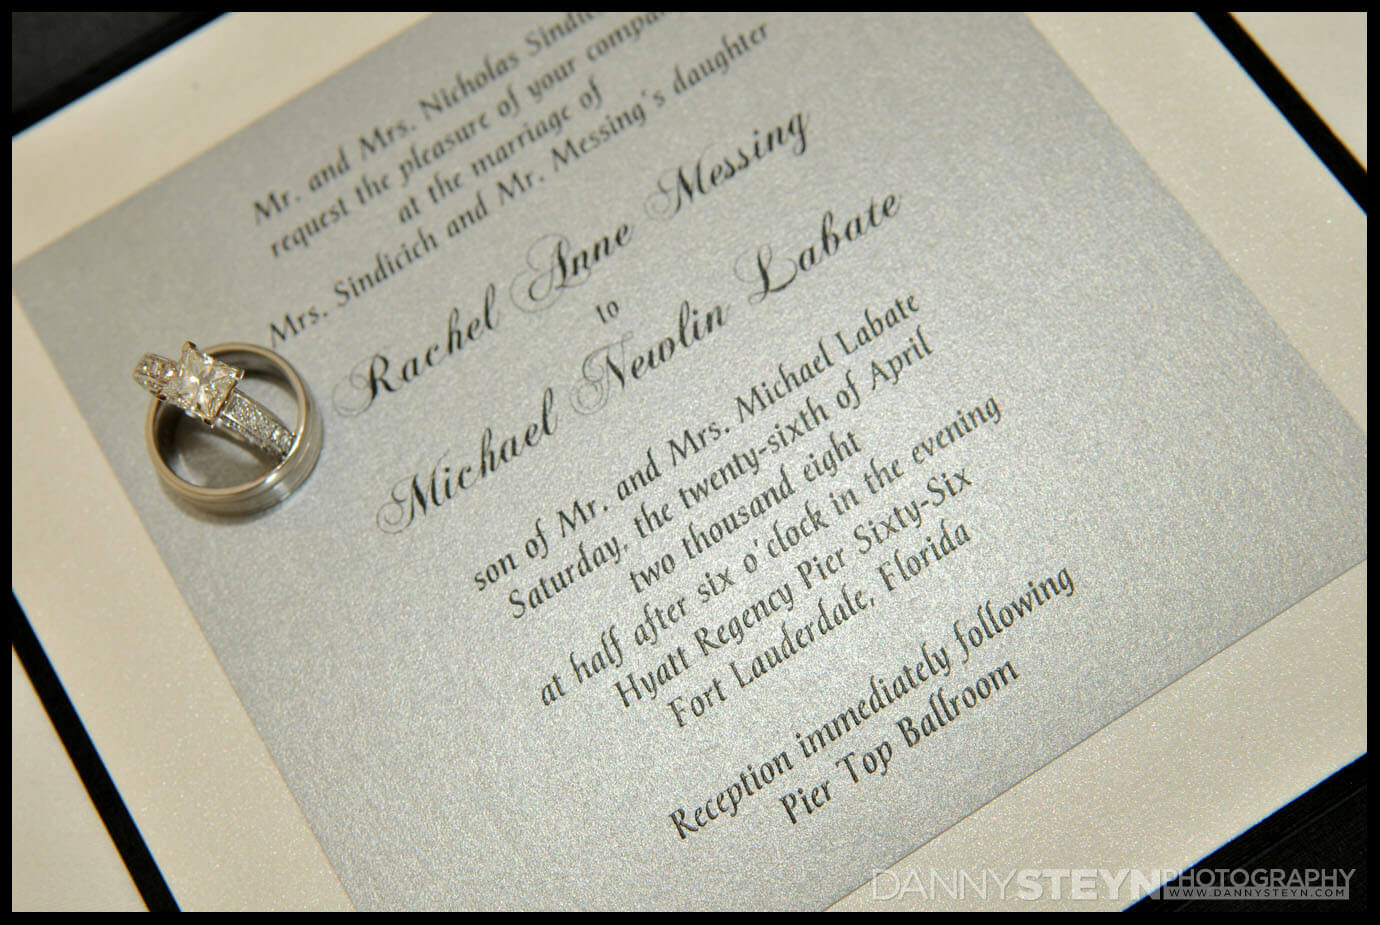 Mr. and Mrs. Nicholas
request the pleasure of your
at the marriage of
Mrs. Sindicich and Mr. Messing's daughter
Rachel Anne Messing
to
Michael Newlin Labate
son of Mr. and Mrs. Michael Labate
Saturday, the twenty-sixth of April
two thousand eight
at half after six o'clock in the evening
Hyatt Regency Pier Sixty-Six
Fort Lauderdale, Florida
Reception immediately following
Pier Top Ballroom
DANNYSTEYNPHOTOGRAPHY
WWW.DANNYSTEYN.COM